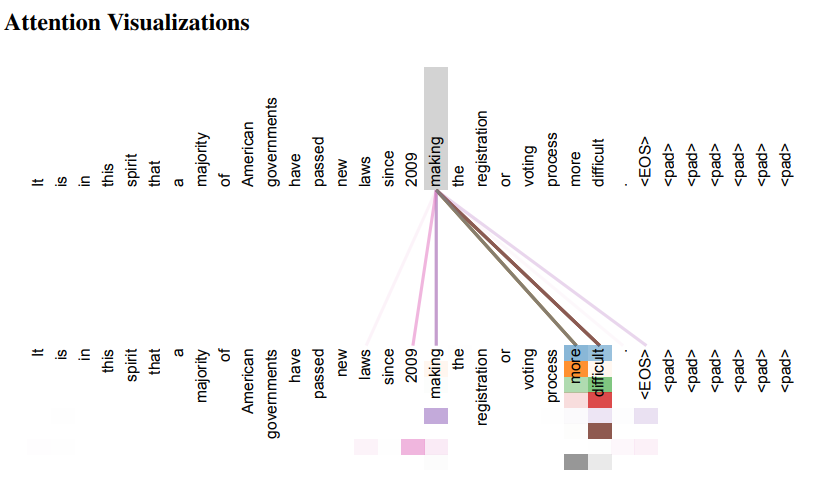 Attention Visualizations
It is in this spirit that a majority of American governments have passed new laws since 2009 making the registration or voting process more difficult . <EOS> <pad> <pad> <pad> <pad> <pad> <pad>
It is in this spirit that a majority of American governments have passed new laws since 2009 making the registration or voting process more difficult . <EOS> <pad> <pad> <pad> <pad> <pad> <pad>